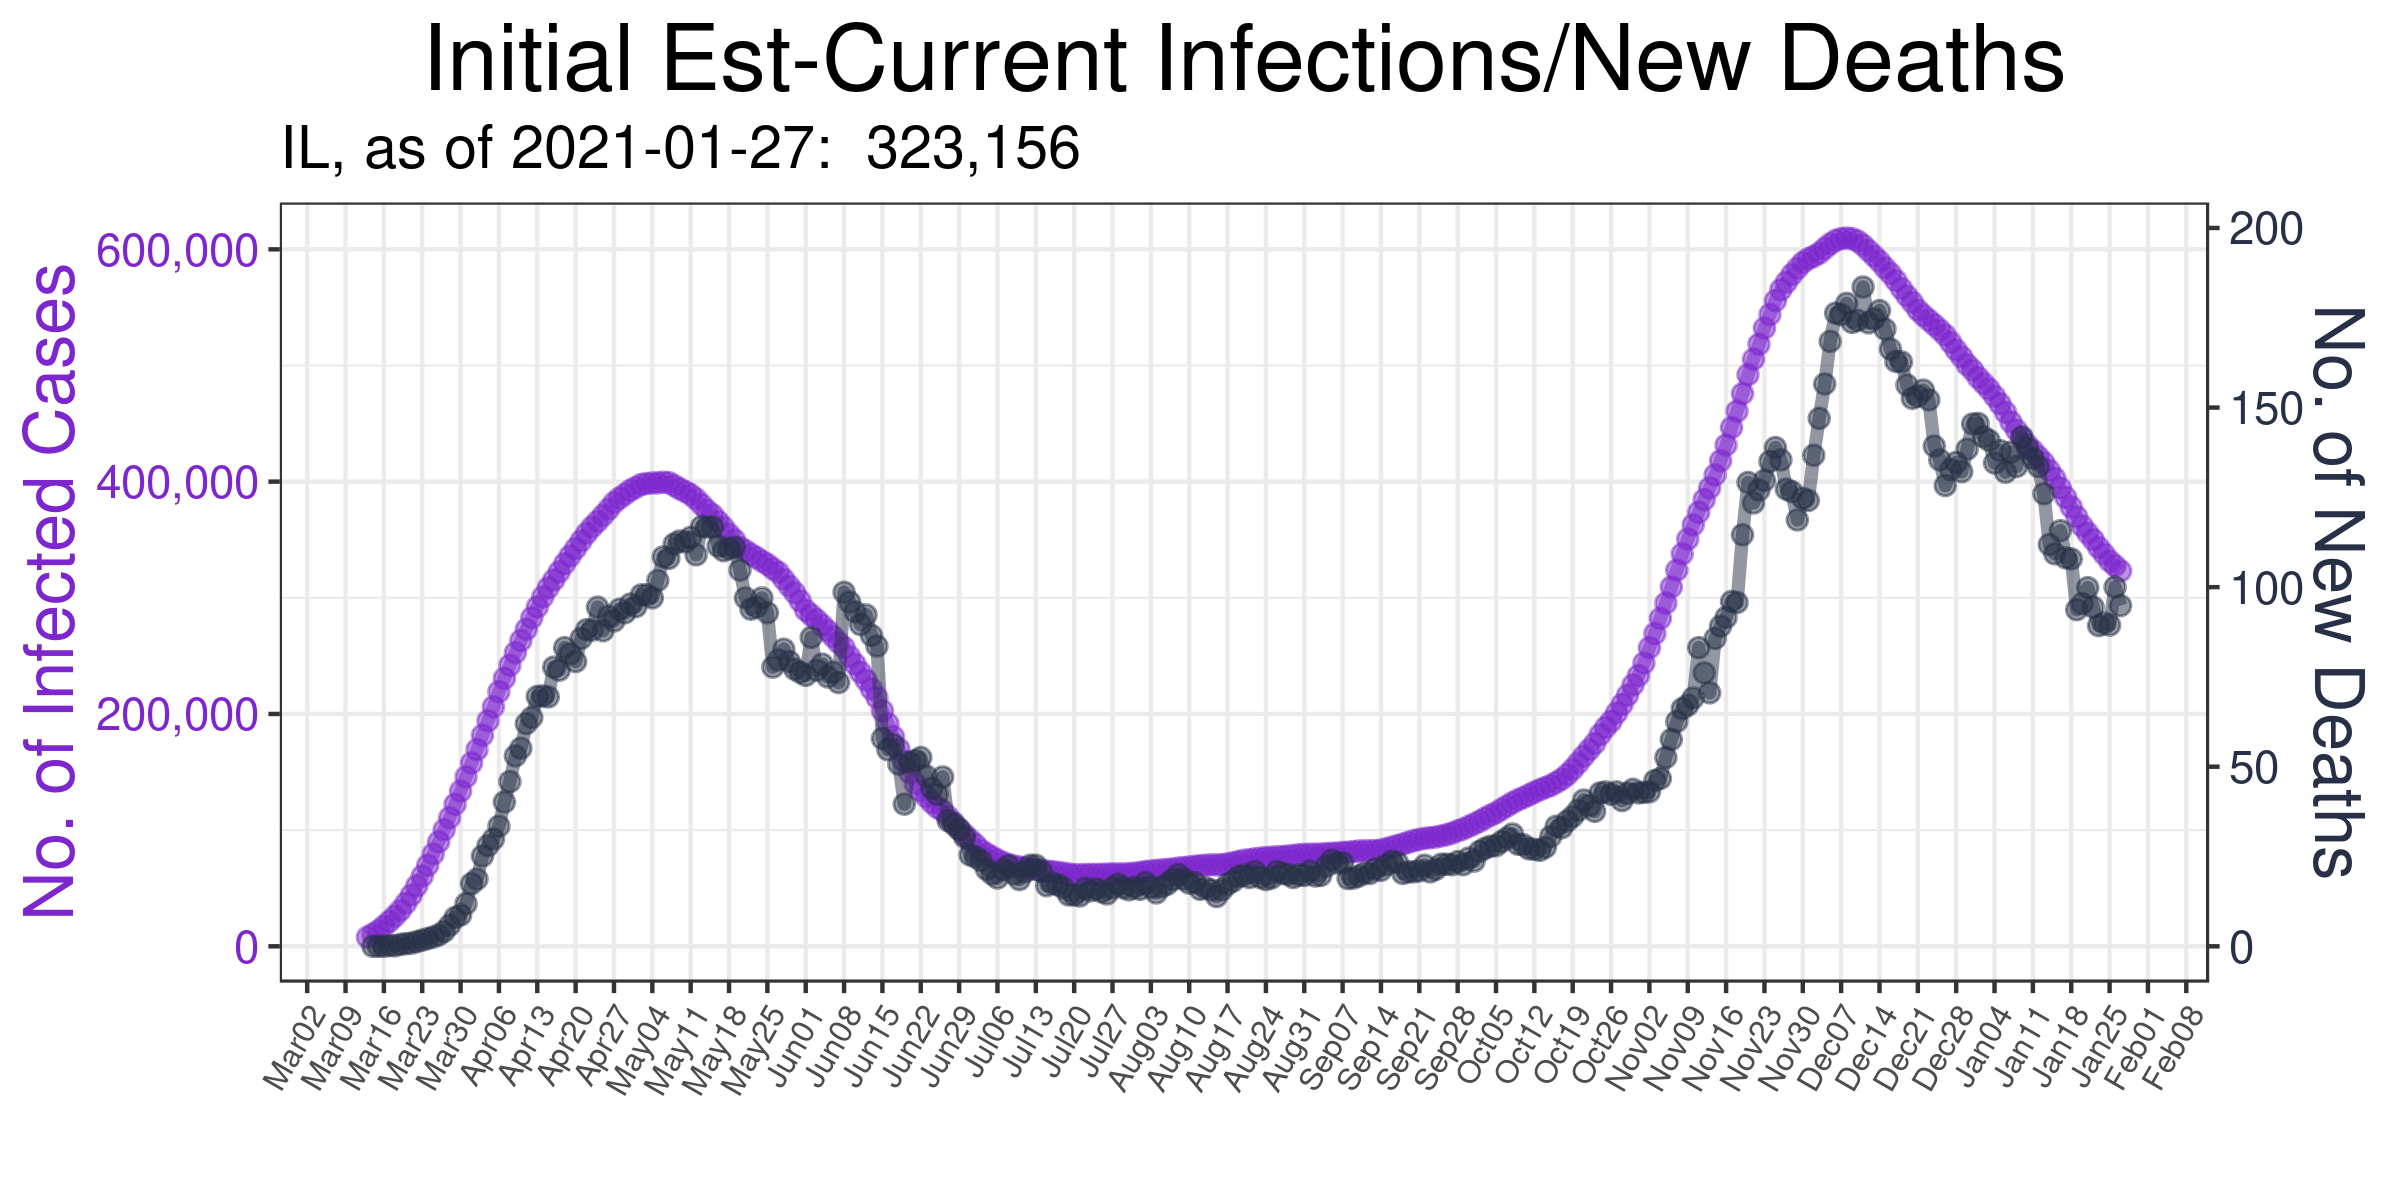 Initial Est-Current Infections/New Deaths
IL, as of 2021-01-27:  323,156
No. of Infected Cases
600,000
400,000
200,000
0
200
150
100
50
0
No. of New Deaths
Mar02
Mar09
Mar16
Mar23
Mar30
Apr06
Apr13
Apr20
Apr27
May04
May11
May18
May25
Jun01
Jun08
Jun15
Jun22
Jun29
Jul06
Jul13
Jul20
Jul27
Aug03
Aug10
Aug17
Aug24
Aug31
Sep07
Sep14
Sep21
Sep28
Oct05
Oct12
Oct19
Oct26
Nov02
Nov09
Nov16
Nov23
Nov30
Dec07
Dec14
Dec21
Dec28
Jan04
Jan11
Jan18
Jan25
Feb01
Feb08